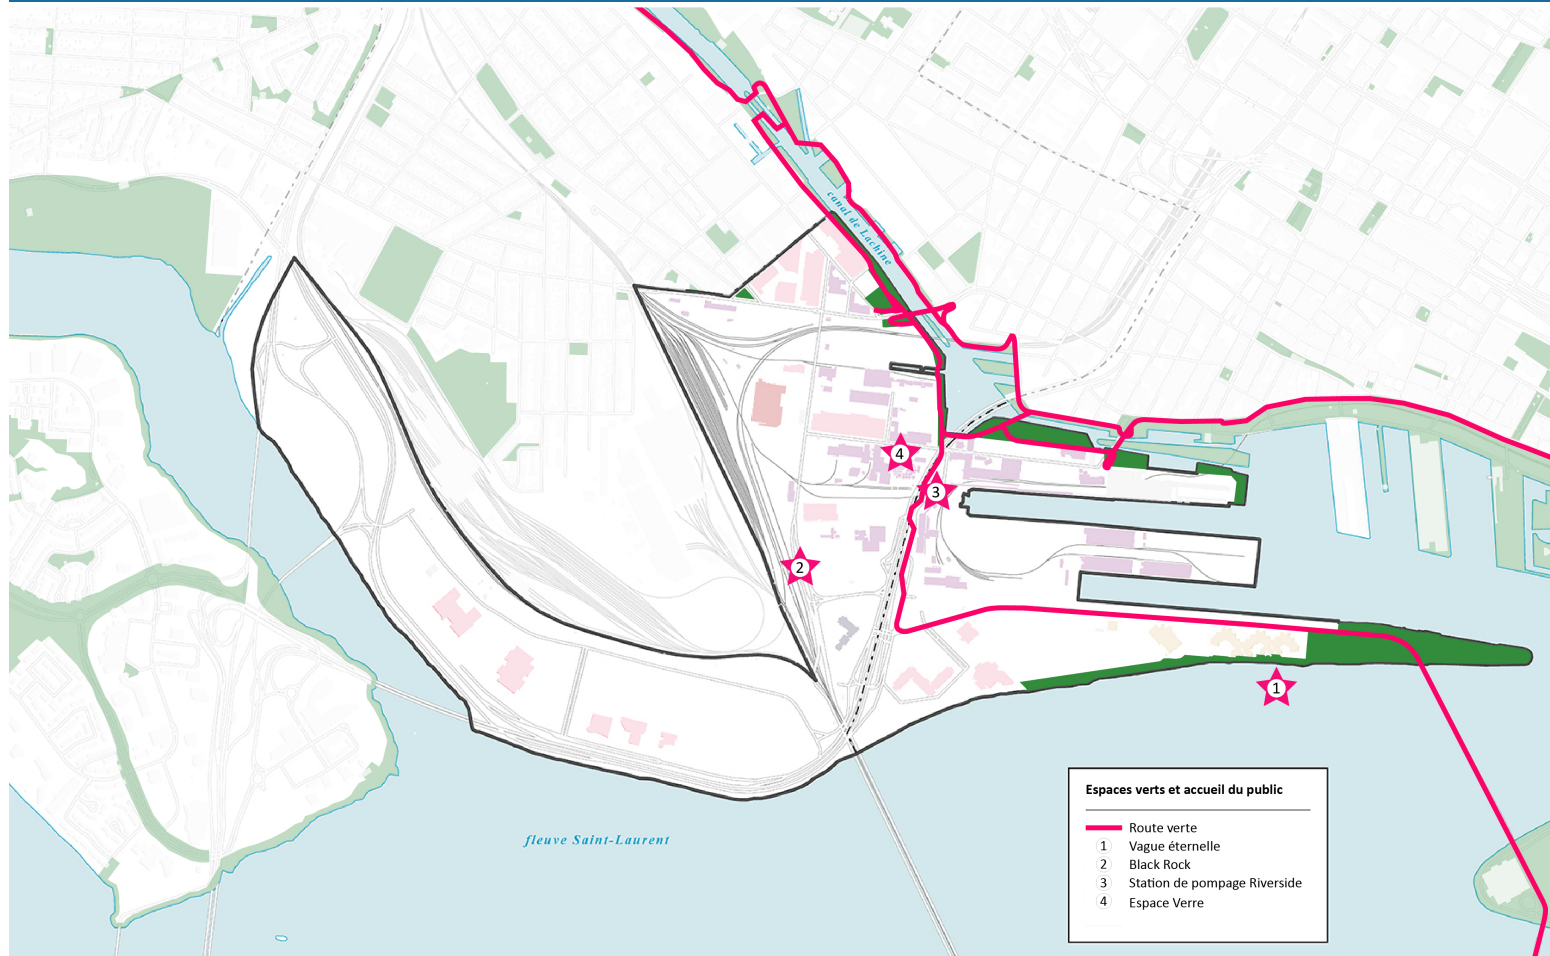 canal de Lachine
4
3
2
1
fleuve Saint-Laurent
Espaces verts et accueil du public
Route verte
1 Vague éternelle
2 Black Rock
3 Station de pompage Riverside
4 Espace Verre